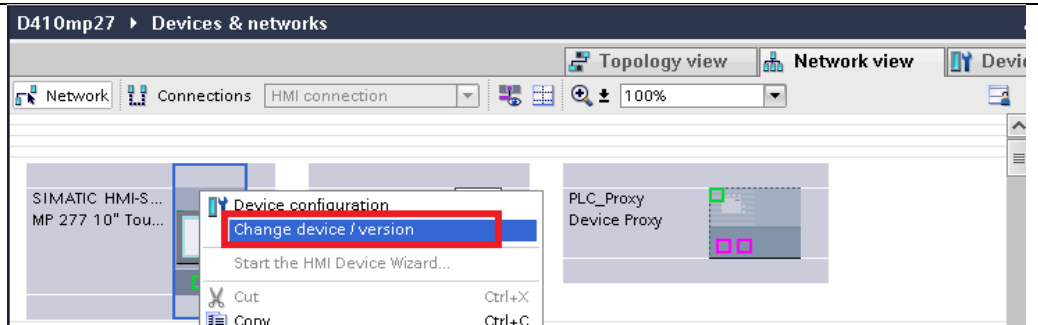 D410mp27 ▸ Devices & networks
Topology view Network view Devi
Network Connections HMI connection 100%
SIMATIC HMI-S...
MP 277 10" Tou...
PLC_Proxy
Device Proxy
Device configuration
Change device / version
Start the HMI Device Wizard...
Cut Ctrl+X
Copy Ctrl+C